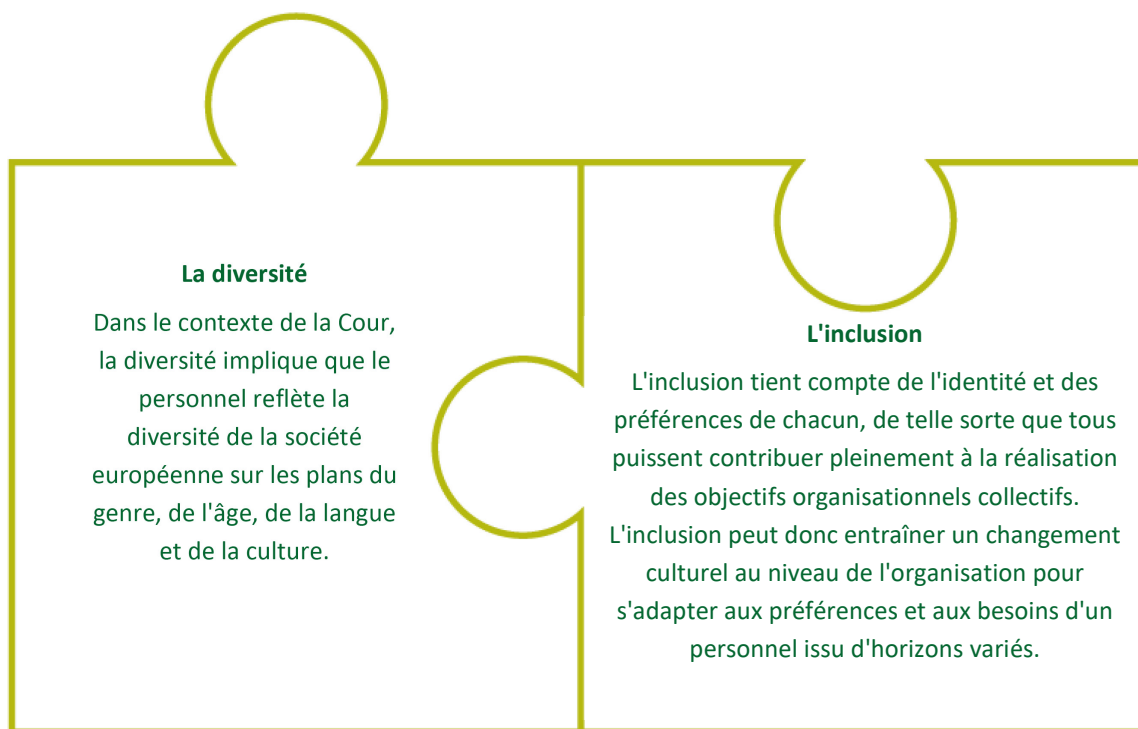 La diversité
Dans le contexte de la Cour,
la diversité implique que le
personnel reflète la
diversité de la société
européenne sur les plans du
genre, de l'âge, de la langue
et de la culture.
L'inclusion
L'inclusion tient compte de l'identité et des
préférences de chacun, de telle sorte que tous
puissent contribuer pleinement à la réalisation
des objectifs organisationnels collectifs.
L'inclusion peut donc entraîner un changement
culturel au niveau de l'organisation pour
s'adapter aux préférences et aux besoins d'un
personnel issu d'horizons variés.